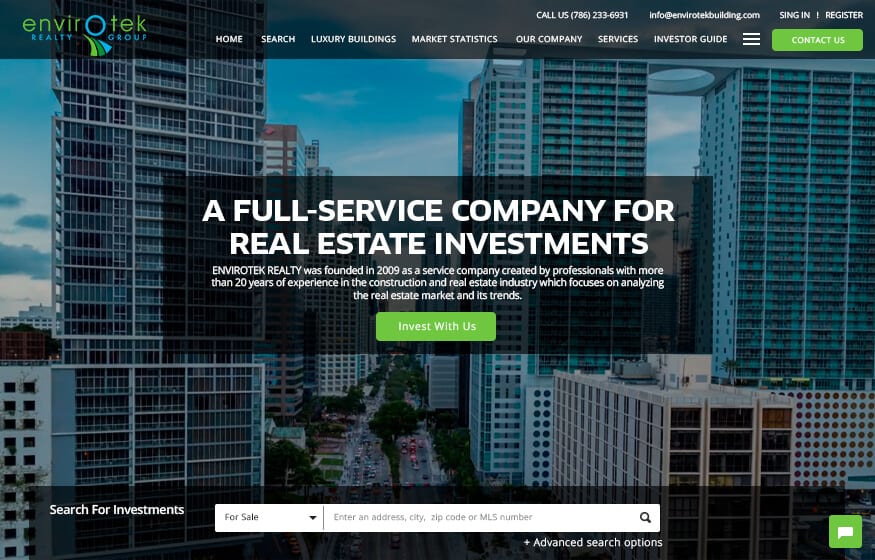 envirOtek
REALTY GROUP
CALL US (786) 233-6931 info@envirotekbuilding.com SING IN ! REGISTER
HOME SEARCH LUXURY BUILDINGS MARKET STATISTICS OUR COMPANY SERVICES INVESTOR GUIDE CONTACT US
A FULL-SERVICE COMPANY FOR
REAL ESTATE INVESTMENTS
ENVIROTEK REALTY was founded in 2009 as a service company created by professionals with more
than 20 years of experience in the construction and real estate industry which focuses on analyzing
the real estate market and its trends.
Invest With Us
Search For Investments
For Sale Enter an address, city, zip code or MLS number
+ Advanced search options